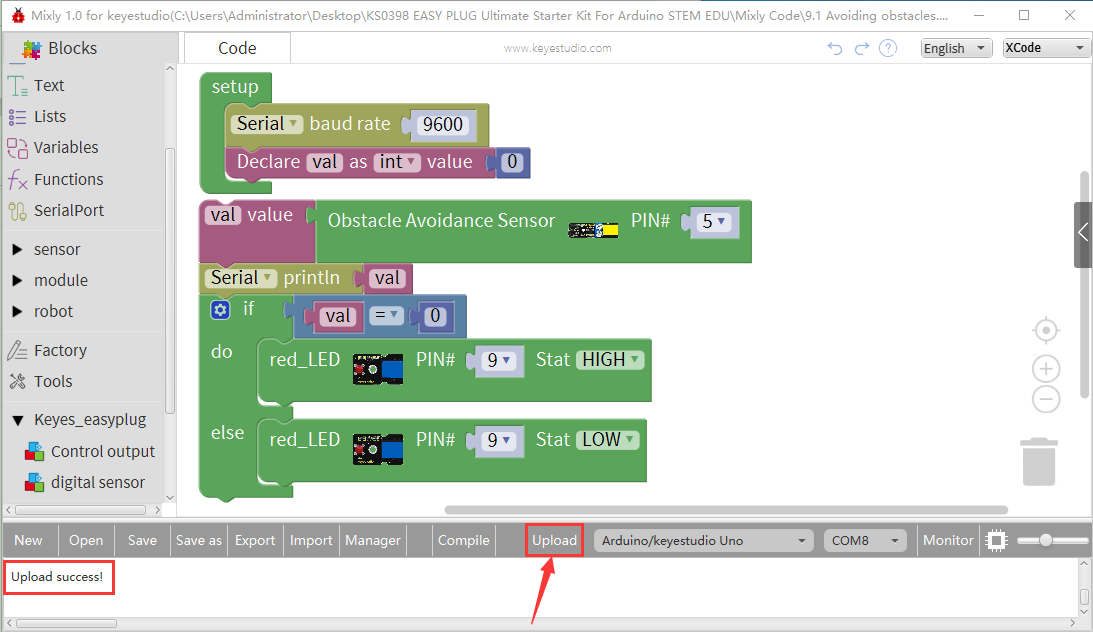 Mixly 1.0 for keyestudio(C:\Users\Administrator\Desktop\KS0398 EASY PLUG Ultimate Starter Kit For Arduino STEM EDU\Mixly Code\9.1 Avoiding obstacles....
Blocks
Code
www.keyestudio.com
?
English
XCode
Text
Lists
Variables
Functions
SerialPort
sensor
module
robot
Factory
Tools
Keyes_easyplug
Control output
digital sensor
setup
Serial baud rate 9600
Declare val as int value 0
val value Obstacle Avoidance Sensor PIN# 5
Serial println val
if val = 0
do red_LED PIN# 9 Stat HIGH
else red_LED PIN# 9 Stat LOW
New Open Save Save as Export Import Manager Compile Upload Arduino/keyestudio Uno COM8 Monitor
Upload success!